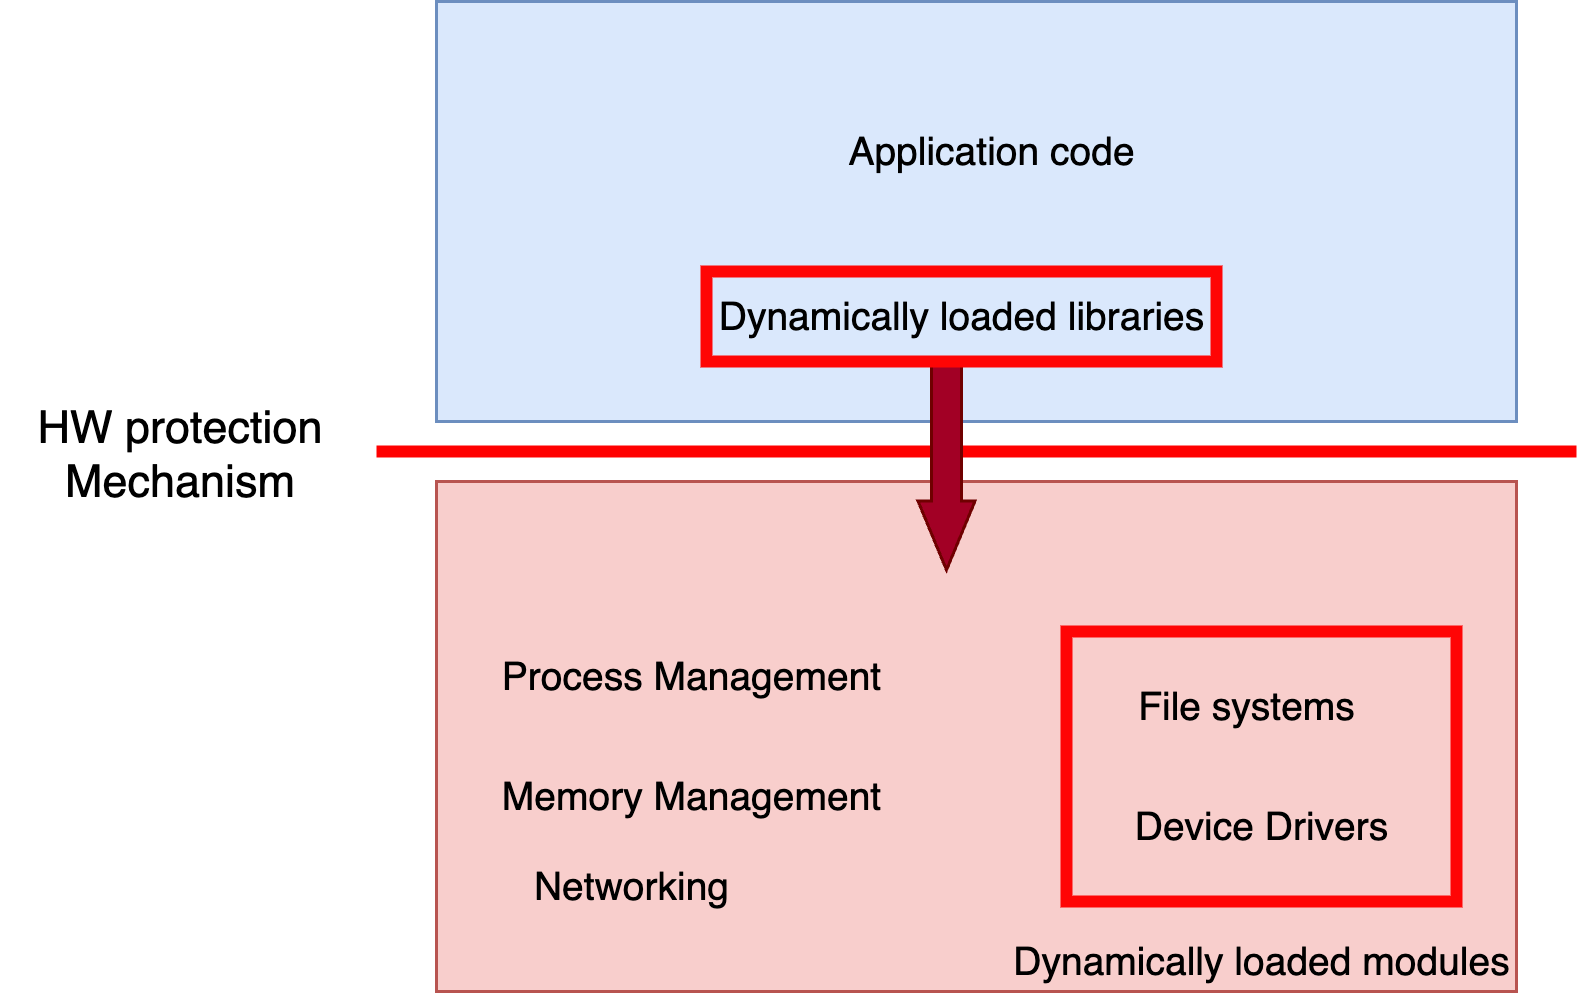 Application code
Dynamically loaded libraries
HW protection
Mechanism
Process Management
File systems
Memory Management
Device Drivers
Networking
Dynamically loaded modules